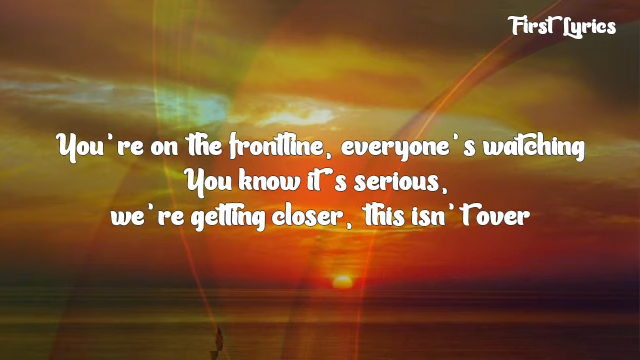 First Lyrics
You're on the frontline, everyone's watching
You know it's serious,
we're getting closer, this isn't over